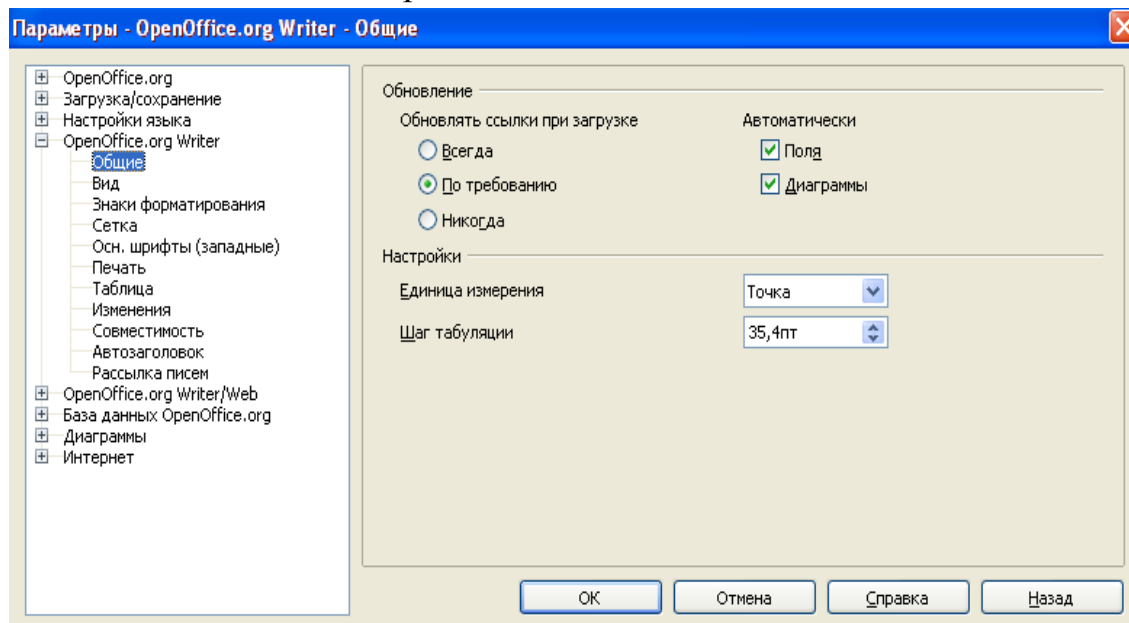 Параметры - OpenOffice.org Writer - Общие
OpenOffice.org
Загрузка/сохранение
Настройки языка
OpenOffice.org Writer
Общие
Вид
Знаки форматирования
Сетка
Осн. шрифты (западные)
Печать
Таблица
Изменения
Совместимость
Автозаголовок
Рассылка писем
OpenOffice.org Writer/Web
База данных OpenOffice.org
Диаграммы
Интернет
Обновление
Обновлять ссылки при загрузке
Всегда
По требованию
Никогда
Автоматически
Поля
Диаграммы
Настройки
Единица измерения
Точка
Шаг табуляции
35,4пт
ОК
Отмена
Справка
Назад